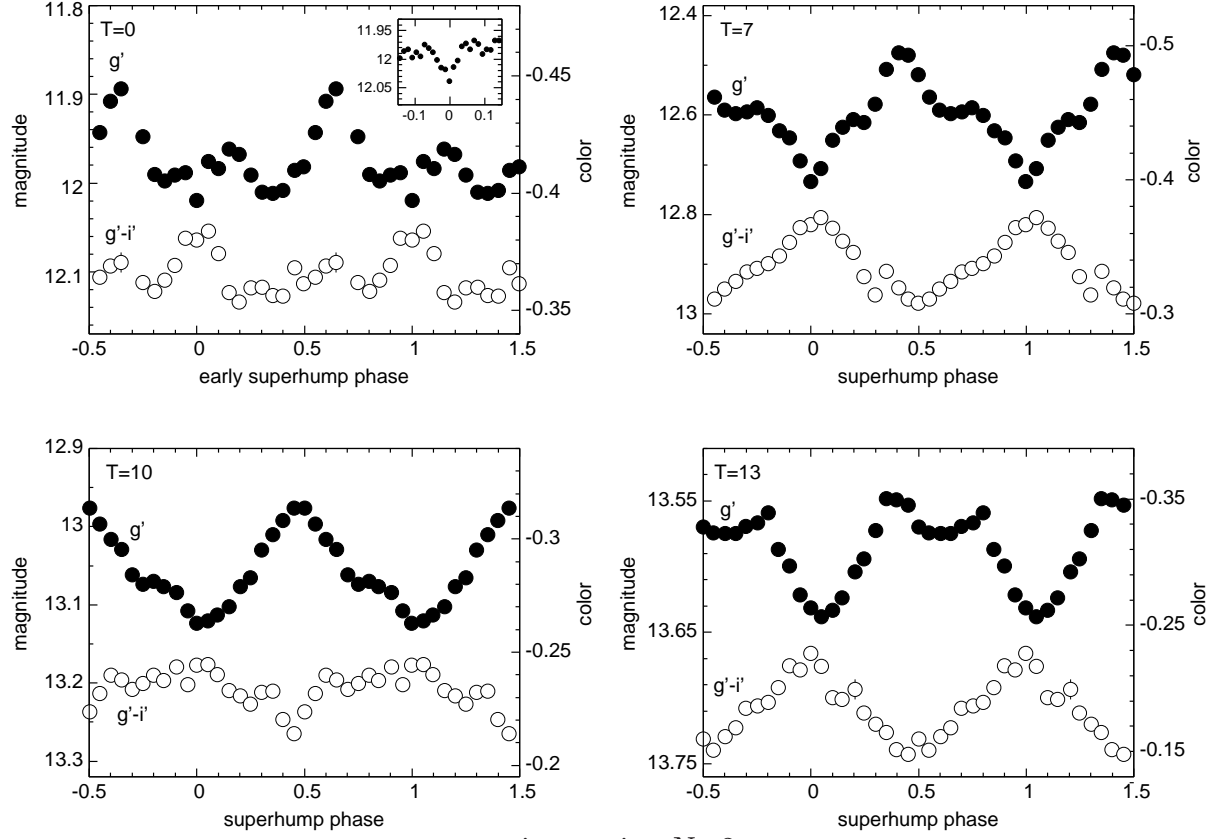 T=0
g'
g'-i'
11.8
11.9
12
12.1
-0.45
-0.4
-0.35
magnitude
color
-0.5
0
0.5
1
1.5
early superhump phase
11.95
12
12.05
-0.1
0
0.1
T=7
g'
g'-i'
12.4
12.6
12.8
13
-0.5
-0.4
-0.3
magnitude
color
-0.5
0
0.5
1
1.5
superhump phase
T=10
g'
g'-i'
12.9
13
13.1
13.2
13.3
-0.3
-0.25
-0.2
magnitude
color
-0.5
0
0.5
1
1.5
superhump phase
T=13
g'
g'-i'
13.55
13.65
13.75
-0.35
-0.25
-0.15
magnitude
color
-0.5
0
0.5
1
1.5
superhump phase